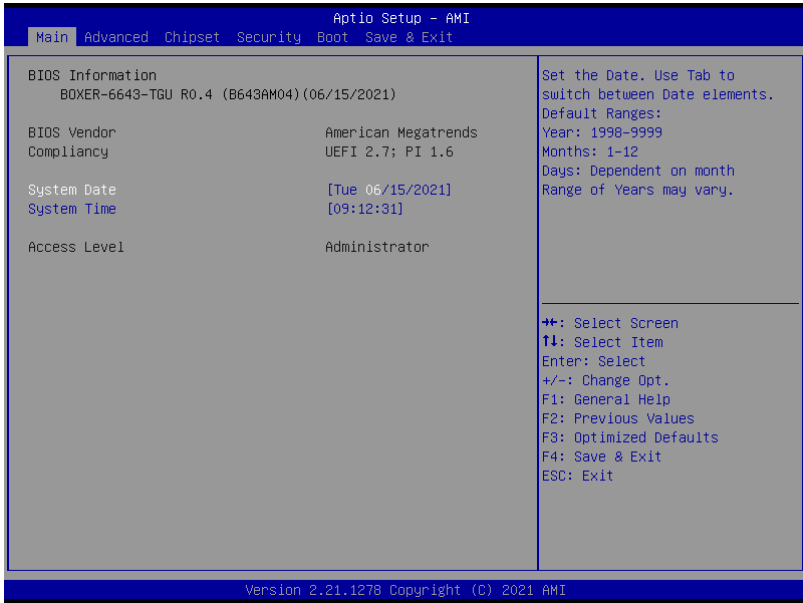 Aptio Setup - AMI
Main Advanced Chipset Security Boot Save & Exit
BIOS Information
BOXER-6643-TGU R0.4 (B643AM04)(06/15/2021)
BIOS Vendor American Megatrends
Compliancy UEFI 2.7; PI 1.6
System Date [Tue 06/15/2021]
System Time [09:12:31]
Access Level Administrator
Set the Date. Use Tab to
switch between Date elements.
Default Ranges:
Year: 1998-9999
Months: 1-12
Days: Dependent on month
Range of Years may vary.
→←: Select Screen
↑↓: Select Item
Enter: Select
+/-: Change Opt.
F1: General Help
F2: Previous Values
F3: Optimized Defaults
F4: Save & Exit
ESC: Exit
Version 2.21.1278 Copyright (C) 2021 AMI